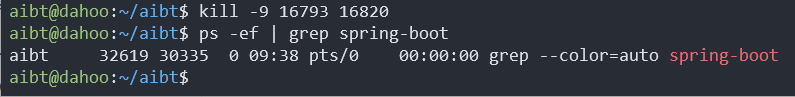 aibt@dahoo:~/aibt$ kill -9 16793 16820
aibt@dahoo:~/aibt$ ps -ef | grep spring-boot
aibt     32619 30335  0 09:38 pts/0    00:00:00 grep --color=auto spring-boot
aibt@dahoo:~/aibt$